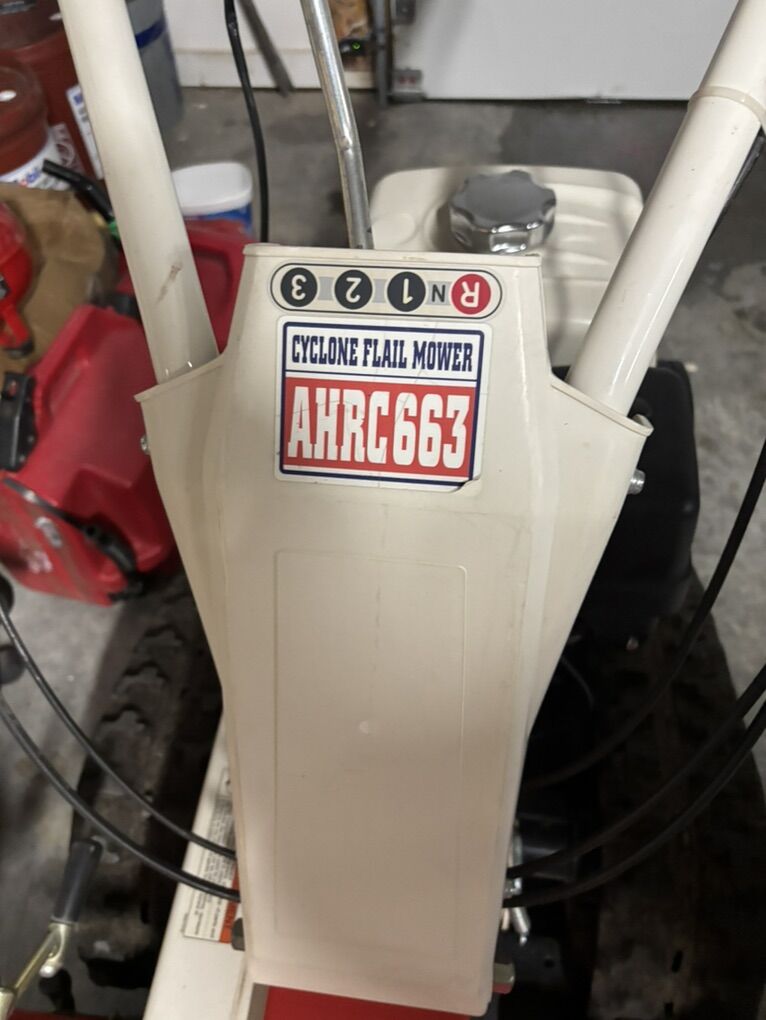 3 2 1 N R
CYCLONE FLAIL MOWER
AHRC663